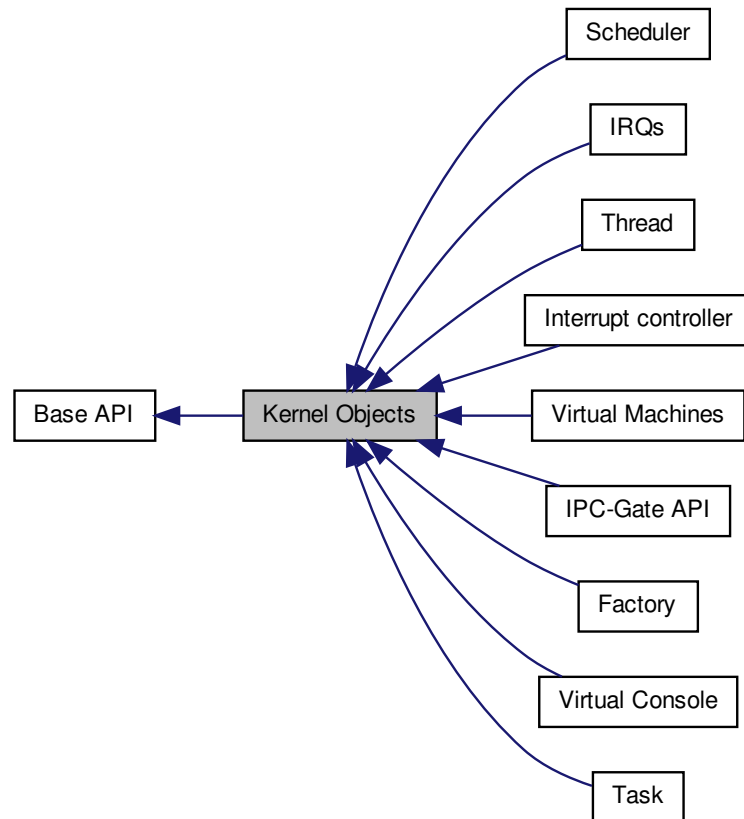 Scheduler
IRQs
Thread
Interrupt controller
Base API
Kernel Objects
Virtual Machines
IPC-Gate API
Factory
Virtual Console
Task